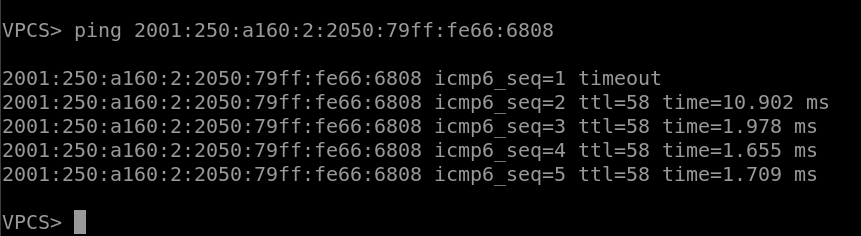 VPCS> ping 2001:250:a160:2:2050:79ff:fe66:6808
2001:250:a160:2:2050:79ff:fe66:6808 icmp6_seq=1 timeout
2001:250:a160:2:2050:79ff:fe66:6808 icmp6_seq=2 ttl=58 time=10.902 ms
2001:250:a160:2:2050:79ff:fe66:6808 icmp6_seq=3 ttl=58 time=1.978 ms
2001:250:a160:2:2050:79ff:fe66:6808 icmp6_seq=4 ttl=58 time=1.655 ms
2001:250:a160:2:2050:79ff:fe66:6808 icmp6_seq=5 ttl=58 time=1.709 ms
VPCS>